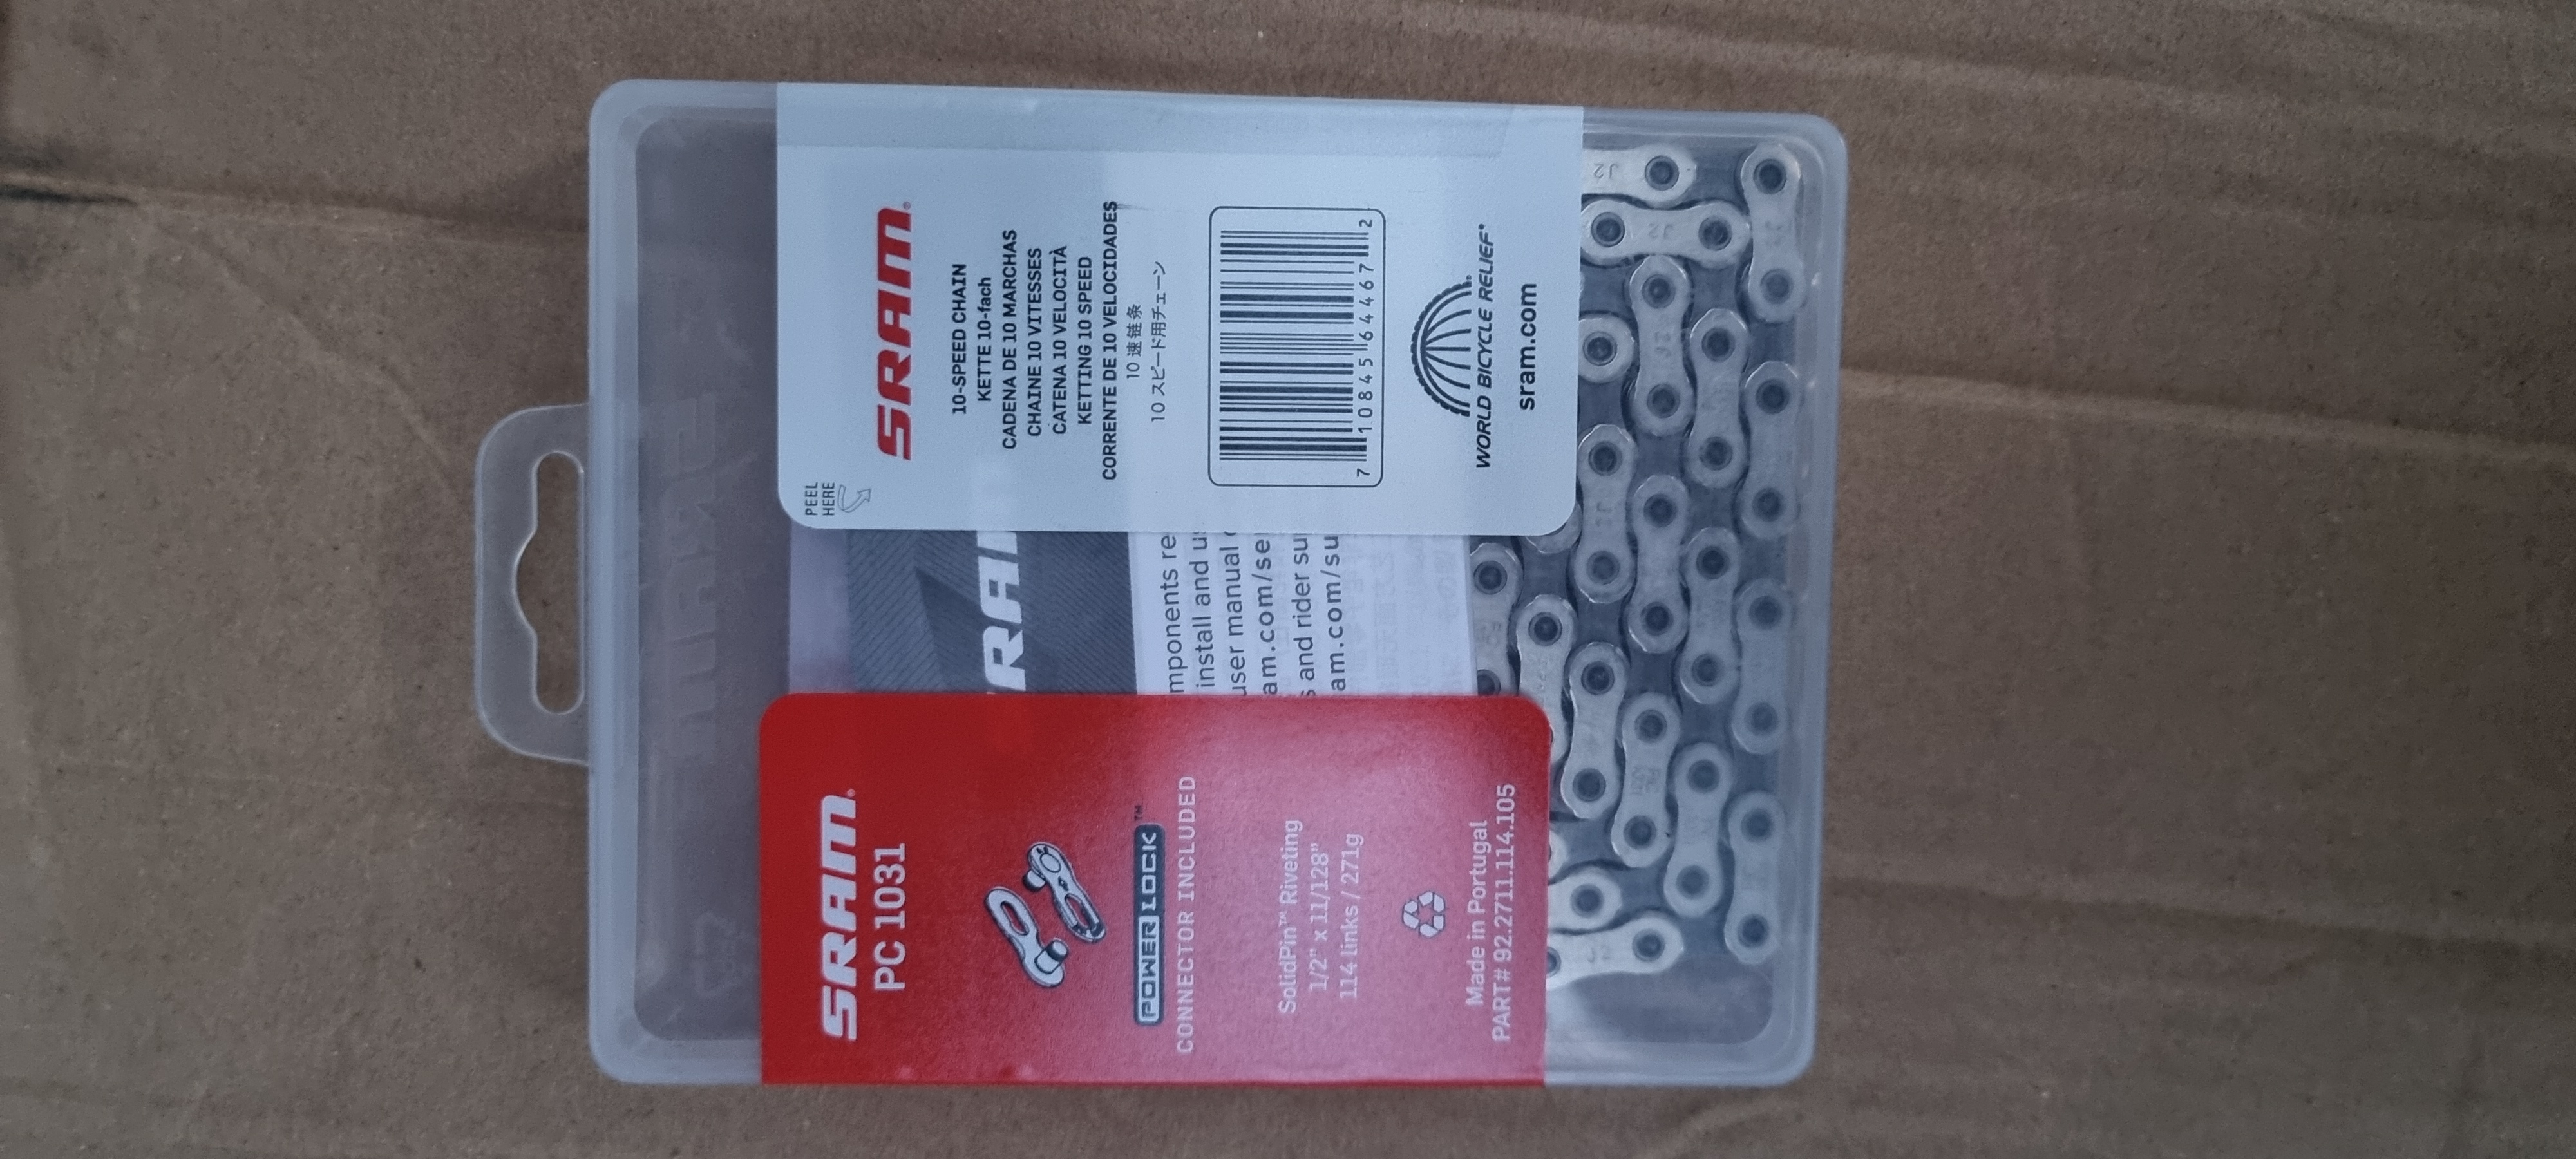 SRAM®
PC 1031
POWERLOCK™
CONNECTOR INCLUDED
SolidPin™ Riveting
1/2” x 11/128”
114 links / 271g
Made in Portugal
PART# 92.2711.114.105
RAM
mponents re
install and us
user manual
am.com/se
s and rider su
am.com/su
PEEL
HERE
SRAM®
10-SPEED CHAIN
KETTE 10-fach
CADENA DE 10 MARCHAS
CHAINE 10 VITESSES
CATENA 10 VELOCITÀ
KETTING 10 SPEED
CORRENTE DE 10 VELOCIDADES
10 速链条
10 スピード用チェーン
7 10845 64467 2
WORLD BICYCLE RELIEF®
sram.com
J2
J2